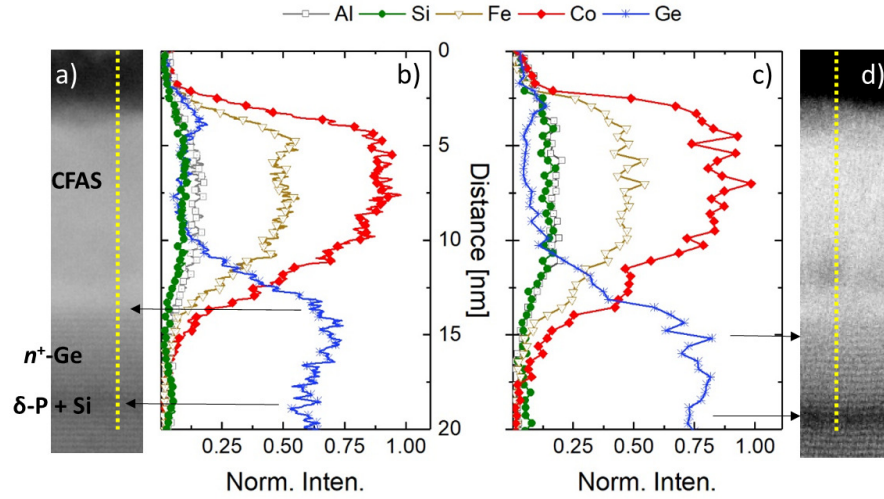 Al Si Fe Co Ge
a) b) c) d)
CFAS
n⁺-Ge
δ-P + Si
0
5
10
15
20
Distance [nm]
0.25 0.50 0.75 1.00 0.25 0.50 0.75 1.00
Norm. Inten. Norm. Inten.